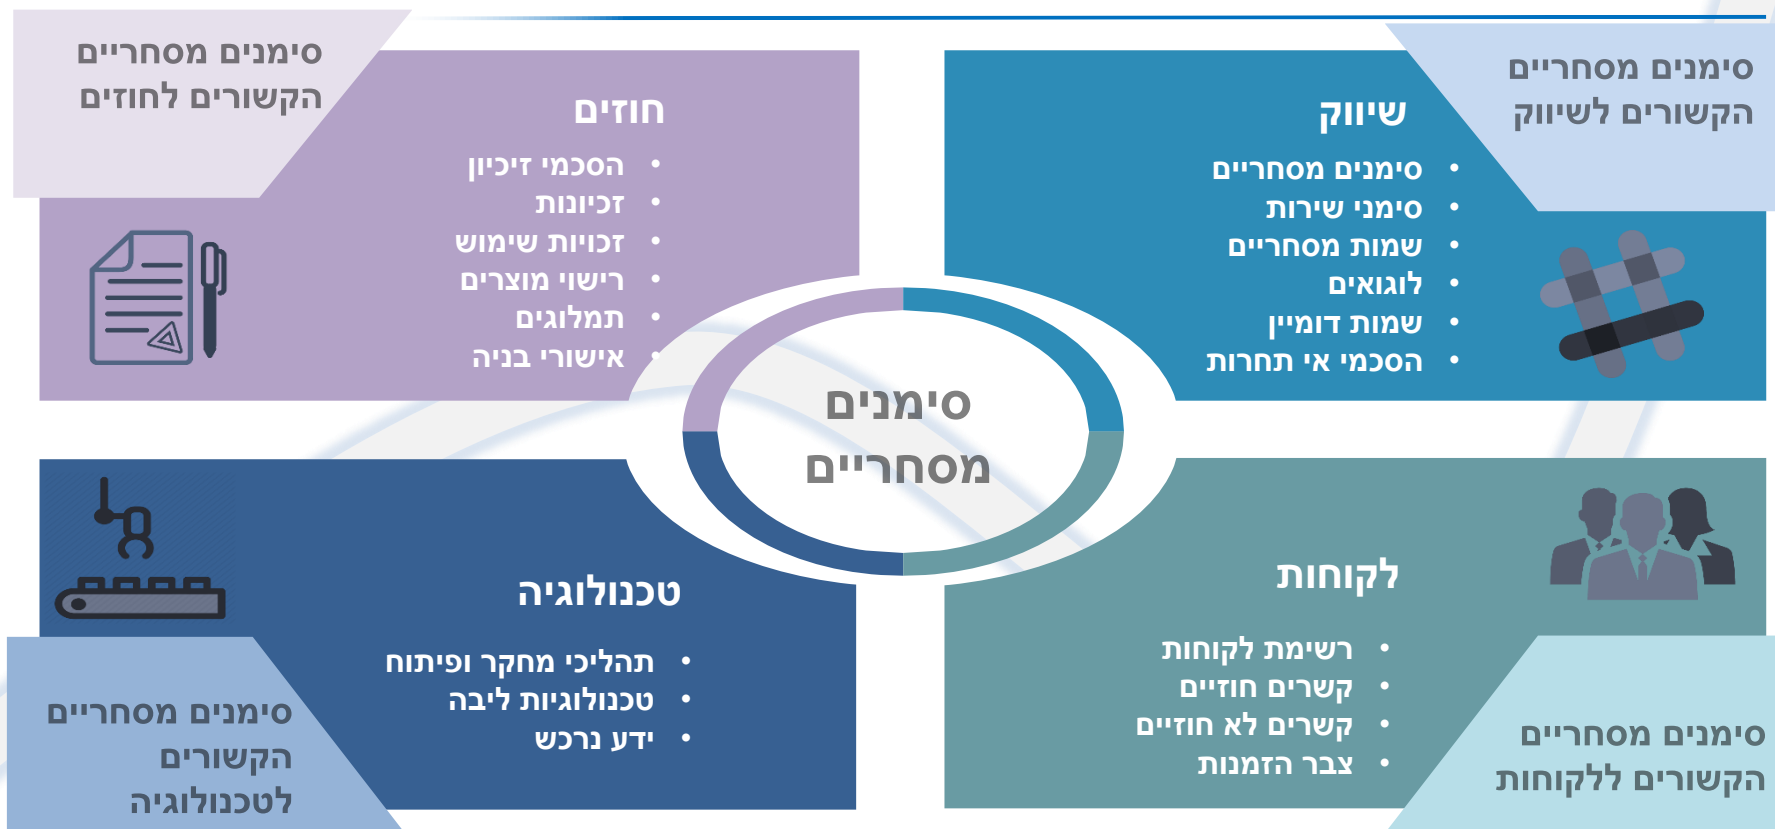 סימנים מסחריים
הקשורים לשיווק
שיווק
• סימנים מסחריים
• סימני שירות
• שמות מסחריים
• לוגואים
• שמות דומיין
• הסכמי אי תחרות
סימנים מסחריים
הקשורים לחוזים
חוזים
• הסכמי זיכיון
• זכיונות
• זכויות שימוש
• רישוי מוצרים
• תמלוגים
• אישורי בניה
סימנים
מסחריים
לקוחות
• רשימת לקוחות
• קשרים חוזיים
• קשרים לא חוזיים
• צבר הזמנות
סימנים מסחריים
הקשורים ללקוחות
טכנולוגיה
• תהליכי מחקר ופיתוח
• טכנולוגיות ליבה
• ידע נרכש
סימנים מסחריים
הקשורים
לטכנולוגיה